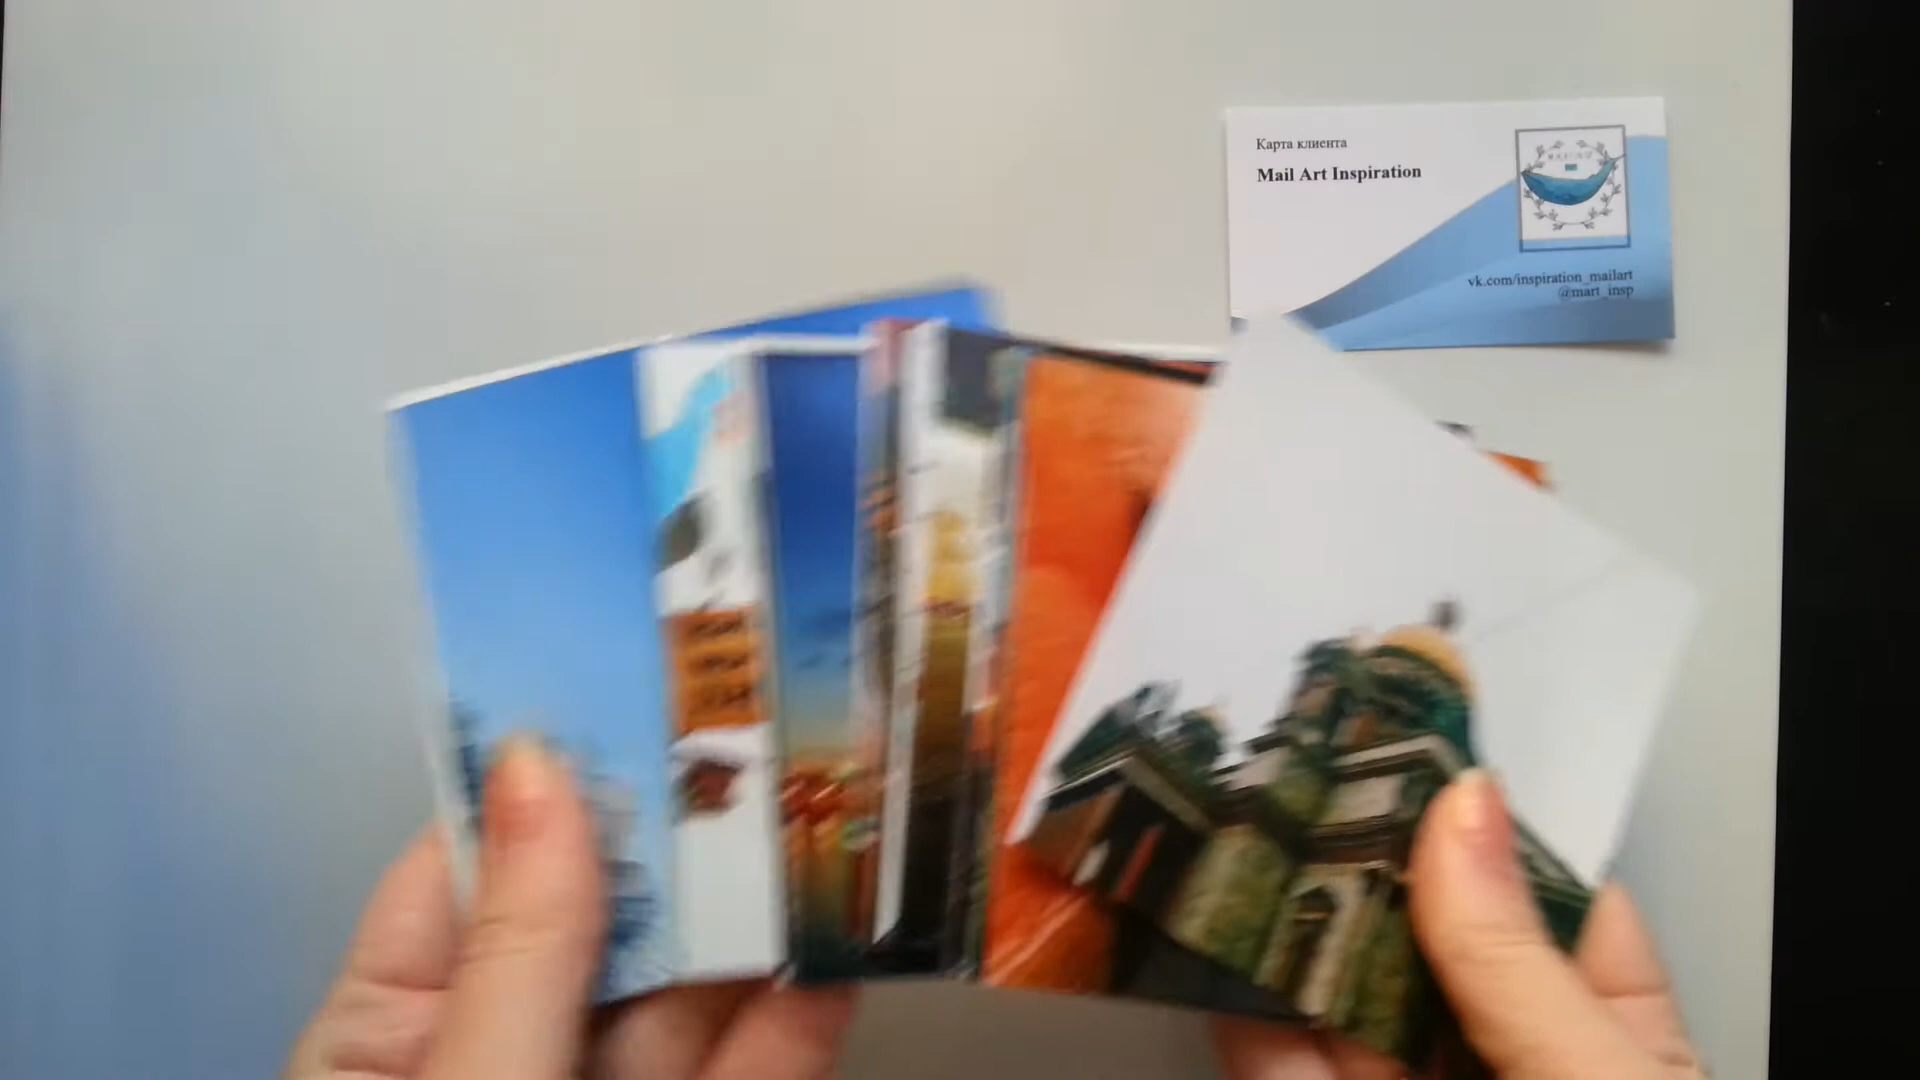 Карта клиента
Mail Art Inspiration
vk.com/inspiration_mailart
@mart_insp